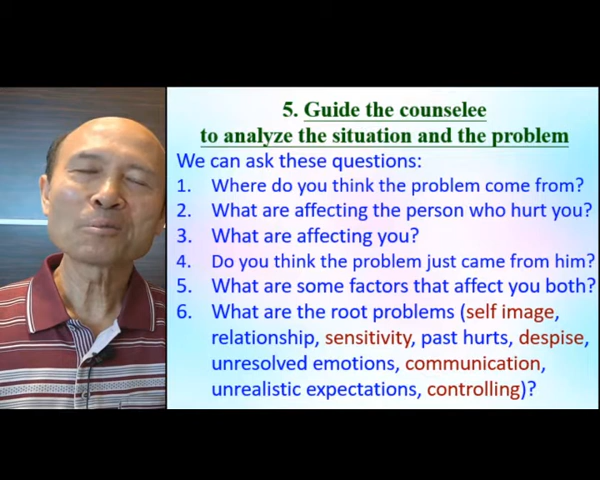 5. Guide the counselee
to analyze the situation and the problem
We can ask these questions:
1. Where do you think the problem come from?
2. What are affecting the person who hurt you?
3. What are affecting you?
4. Do you think the problem just came from him?
5. What are some factors that affect you both?
6. What are the root problems (self image,
relationship, sensitivity, past hurts, despise,
unresolved emotions, communication,
unrealistic expectations, controlling)?